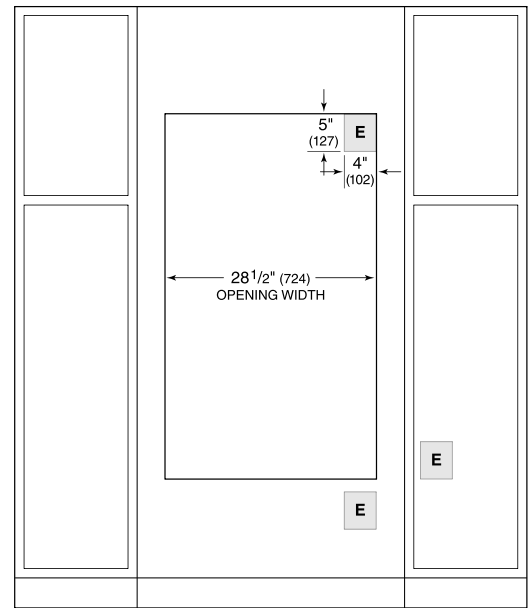 5"
(127)
E
4"
(102)
28 1/2" (724)
OPENING WIDTH
E
E